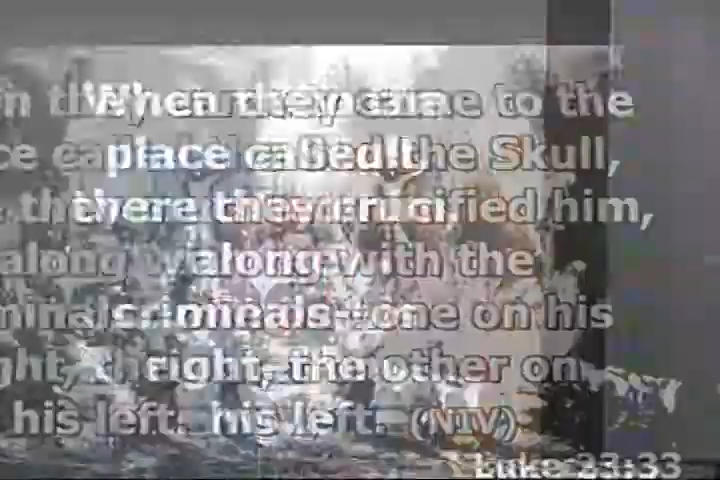 When they came to the
place called the Skull,
there they crucified him,
along with the
criminals--one on his
right, the other on
his left. (NIV)
Luke 23:33